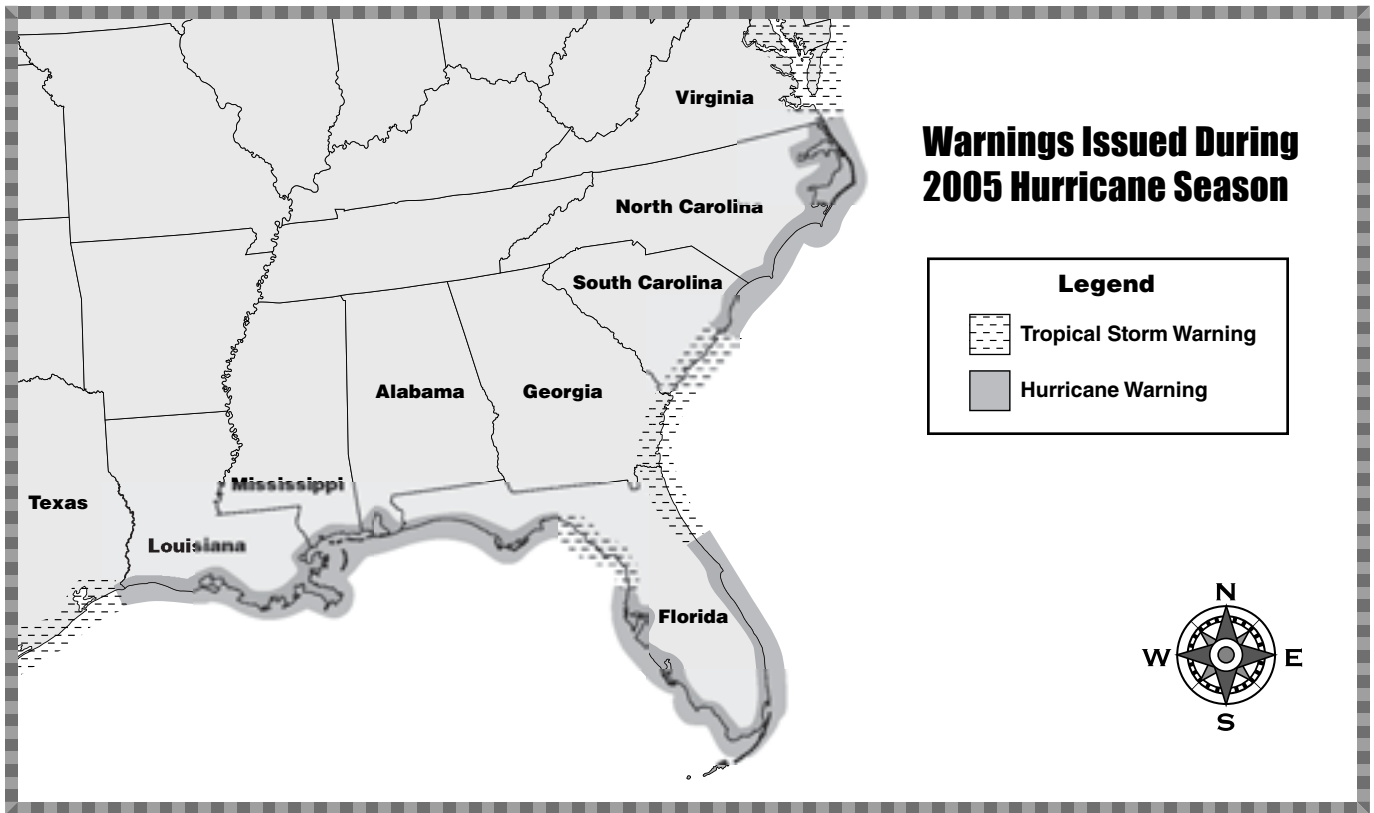 Warnings Issued During
2005 Hurricane Season
Legend
Tropical Storm Warning
Hurricane Warning
Virginia
North Carolina
South Carolina
Alabama
Georgia
Mississippi
Texas
Louisiana
Florida
N
W
E
S